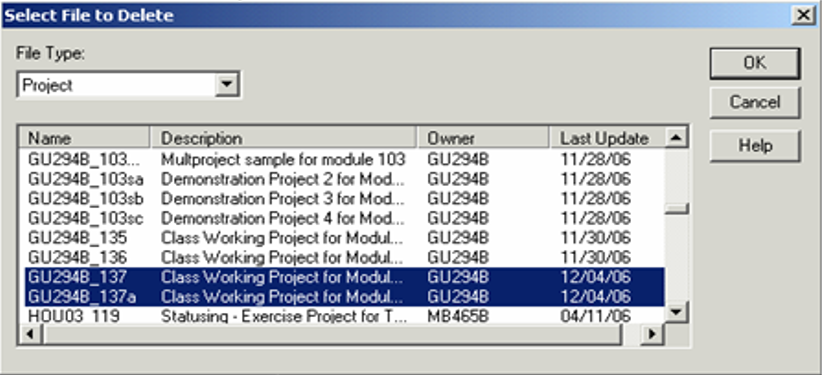 Select File to Delete
File Type:
Project
OK
Cancel
Help
Name Description Owner Last Update
GU294B_103... Multproject sample for module 103 GU294B 11/28/06
GU294B_103sa Demonstration Project 2 for Mod... GU294B 11/28/06
GU294B_103sb Demonstration Project 3 for Mod... GU294B 11/28/06
GU294B_103sc Demonstration Project 4 for Mod... GU294B 11/28/06
GU294B_135 Class Working Project for Modul... GU294B 11/30/06
GU294B_136 Class Working Project for Modul... GU294B 11/30/06
GU294B_137 Class Working Project for Modul... GU294B 12/04/06
GU294B_137a Class Working Project for Modul... GU294B 12/04/06
HOU03_119 Statusing - Exercise Project for T... MB465B 04/11/06